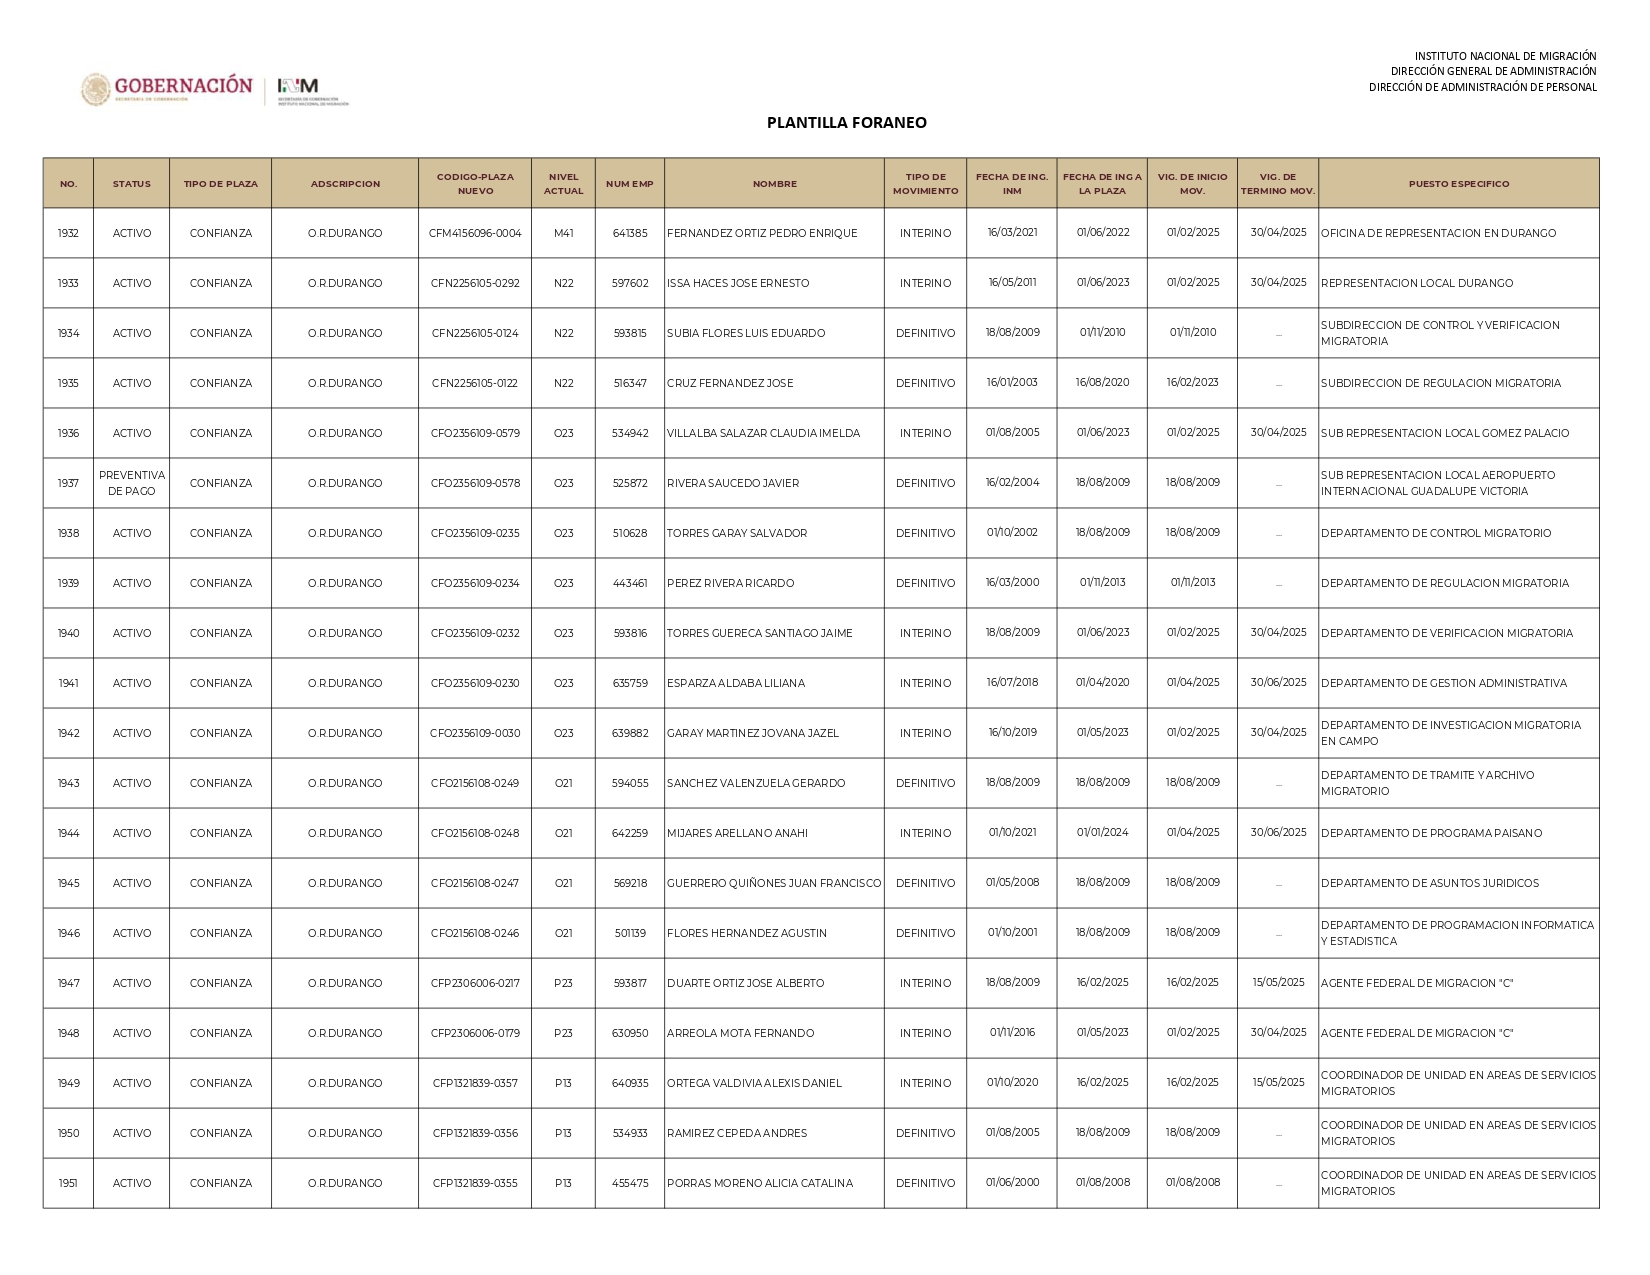 INSTITUTO NACIONAL DE MIGRACIÓN
DIRECCIÓN GENERAL DE ADMINISTRACIÓN
DIRECCIÓN DE ADMINISTRACIÓN DE PERSONAL
GOBERNACIÓN
SECRETARÍA DE GOBERNACIÓN
INM
SECRETARÍA DE GOBERNACIÓN
INSTITUTO NACIONAL DE MIGRACIÓN
PLANTILLA FORANEO
NO. STATUS TIPO DE PLAZA ADSCRIPCION CODIGO-PLAZA NUEVO NIVEL ACTUAL NUM EMP NOMBRE TIPO DE MOVIMIENTO FECHA DE ING. INM FECHA DE ING A LA PLAZA VIG. DE INICIO MOV. VIG. DE TERMINO MOV. PUESTO ESPECIFICO
1932 ACTIVO CONFIANZA O.R.DURANGO CFM4156096-0004 M41 641385 FERNANDEZ ORTIZ PEDRO ENRIQUE INTERINO 16/03/2021 01/06/2022 01/02/2025 30/04/2025 OFICINA DE REPRESENTACION EN DURANGO
1933 ACTIVO CONFIANZA O.R.DURANGO CFN2256105-0292 N22 597602 ISSA HACES JOSE ERNESTO INTERINO 16/05/2011 01/06/2023 01/02/2025 30/04/2025 REPRESENTACION LOCAL DURANGO
1934 ACTIVO CONFIANZA O.R.DURANGO CFN2256105-0124 N22 593815 SUBIA FLORES LUIS EDUARDO DEFINITIVO 18/08/2009 01/11/2010 01/11/2010 ... SUBDIRECCION DE CONTROL Y VERIFICACION MIGRATORIA
1935 ACTIVO CONFIANZA O.R.DURANGO CFN2256105-0122 N22 516347 CRUZ FERNANDEZ JOSE DEFINITIVO 16/01/2003 16/08/2020 16/02/2023 ... SUBDIRECCION DE REGULACION MIGRATORIA
1936 ACTIVO CONFIANZA O.R.DURANGO CFO2356109-0579 O23 534942 VILLALBA SALAZAR CLAUDIA IMELDA INTERINO 01/08/2005 01/06/2023 01/02/2025 30/04/2025 SUB REPRESENTACION LOCAL GOMEZ PALACIO
1937 PREVENTIVA DE PAGO CONFIANZA O.R.DURANGO CFO2356109-0578 O23 525872 RIVERA SAUCEDO JAVIER DEFINITIVO 16/02/2004 18/08/2009 18/08/2009 ... SUB REPRESENTACION LOCAL AEROPUERTO INTERNACIONAL GUADALUPE VICTORIA
1938 ACTIVO CONFIANZA O.R.DURANGO CFO2356109-0235 O23 510628 TORRES GARAY SALVADOR DEFINITIVO 01/10/2002 18/08/2009 18/08/2009 ... DEPARTAMENTO DE CONTROL MIGRATORIO
1939 ACTIVO CONFIANZA O.R.DURANGO CFO2356109-0234 O23 443461 PEREZ RIVERA RICARDO DEFINITIVO 16/03/2000 01/11/2013 01/11/2013 ... DEPARTAMENTO DE REGULACION MIGRATORIA
1940 ACTIVO CONFIANZA O.R.DURANGO CFO2356109-0232 O23 593816 TORRES GUERECA SANTIAGO JAIME INTERINO 18/08/2009 01/06/2023 01/02/2025 30/04/2025 DEPARTAMENTO DE VERIFICACION MIGRATORIA
1941 ACTIVO CONFIANZA O.R.DURANGO CFO2356109-0230 O23 635759 ESPARZA ALDABA LILIANA INTERINO 16/07/2018 01/04/2020 01/04/2025 30/06/2025 DEPARTAMENTO DE GESTION ADMINISTRATIVA
1942 ACTIVO CONFIANZA O.R.DURANGO CFO2356109-0030 O23 639882 GARAY MARTINEZ JOVANA JAZEL INTERINO 16/10/2019 01/05/2023 01/02/2025 30/04/2025 DEPARTAMENTO DE INVESTIGACION MIGRATORIA EN CAMPO
1943 ACTIVO CONFIANZA O.R.DURANGO CFO2156108-0249 O21 594055 SANCHEZ VALENZUELA GERARDO DEFINITIVO 18/08/2009 18/08/2009 18/08/2009 ... DEPARTAMENTO DE TRAMITE Y ARCHIVO MIGRATORIO
1944 ACTIVO CONFIANZA O.R.DURANGO CFO2156108-0248 O21 642259 MIJARES ARELLANO ANAHI INTERINO 01/10/2021 01/01/2024 01/04/2025 30/06/2025 DEPARTAMENTO DE PROGRAMA PAISANO
1945 ACTIVO CONFIANZA O.R.DURANGO CFO2156108-0247 O21 569218 GUERRERO QUIÑONES JUAN FRANCISCO DEFINITIVO 01/05/2008 18/08/2009 18/08/2009 ... DEPARTAMENTO DE ASUNTOS JURIDICOS
1946 ACTIVO CONFIANZA O.R.DURANGO CFO2156108-0246 O21 501139 FLORES HERNANDEZ AGUSTIN DEFINITIVO 01/10/2001 18/08/2009 18/08/2009 ... DEPARTAMENTO DE PROGRAMACION INFORMATICA Y ESTADISTICA
1947 ACTIVO CONFIANZA O.R.DURANGO CFP2306006-0217 P23 593817 DUARTE ORTIZ JOSE ALBERTO INTERINO 18/08/2009 16/02/2025 16/02/2025 15/05/2025 AGENTE FEDERAL DE MIGRACION "C"
1948 ACTIVO CONFIANZA O.R.DURANGO CFP2306006-0179 P23 630950 ARREOLA MOTA FERNANDO INTERINO 01/11/2016 01/05/2023 01/02/2025 30/04/2025 AGENTE FEDERAL DE MIGRACION "C"
1949 ACTIVO CONFIANZA O.R.DURANGO CFP1321839-0357 P13 640935 ORTEGA VALDIVIA ALEXIS DANIEL INTERINO 01/10/2020 16/02/2025 16/02/2025 15/05/2025 COORDINADOR DE UNIDAD EN AREAS DE SERVICIOS MIGRATORIOS
1950 ACTIVO CONFIANZA O.R.DURANGO CFP1321839-0356 P13 534933 RAMIREZ CEPEDA ANDRES DEFINITIVO 01/08/2005 18/08/2009 18/08/2009 ... COORDINADOR DE UNIDAD EN AREAS DE SERVICIOS MIGRATORIOS
1951 ACTIVO CONFIANZA O.R.DURANGO CFP1321839-0355 P13 455475 PORRAS MORENO ALICIA CATALINA DEFINITIVO 01/06/2000 01/08/2008 01/08/2008 ... COORDINADOR DE UNIDAD EN AREAS DE SERVICIOS MIGRATORIOS